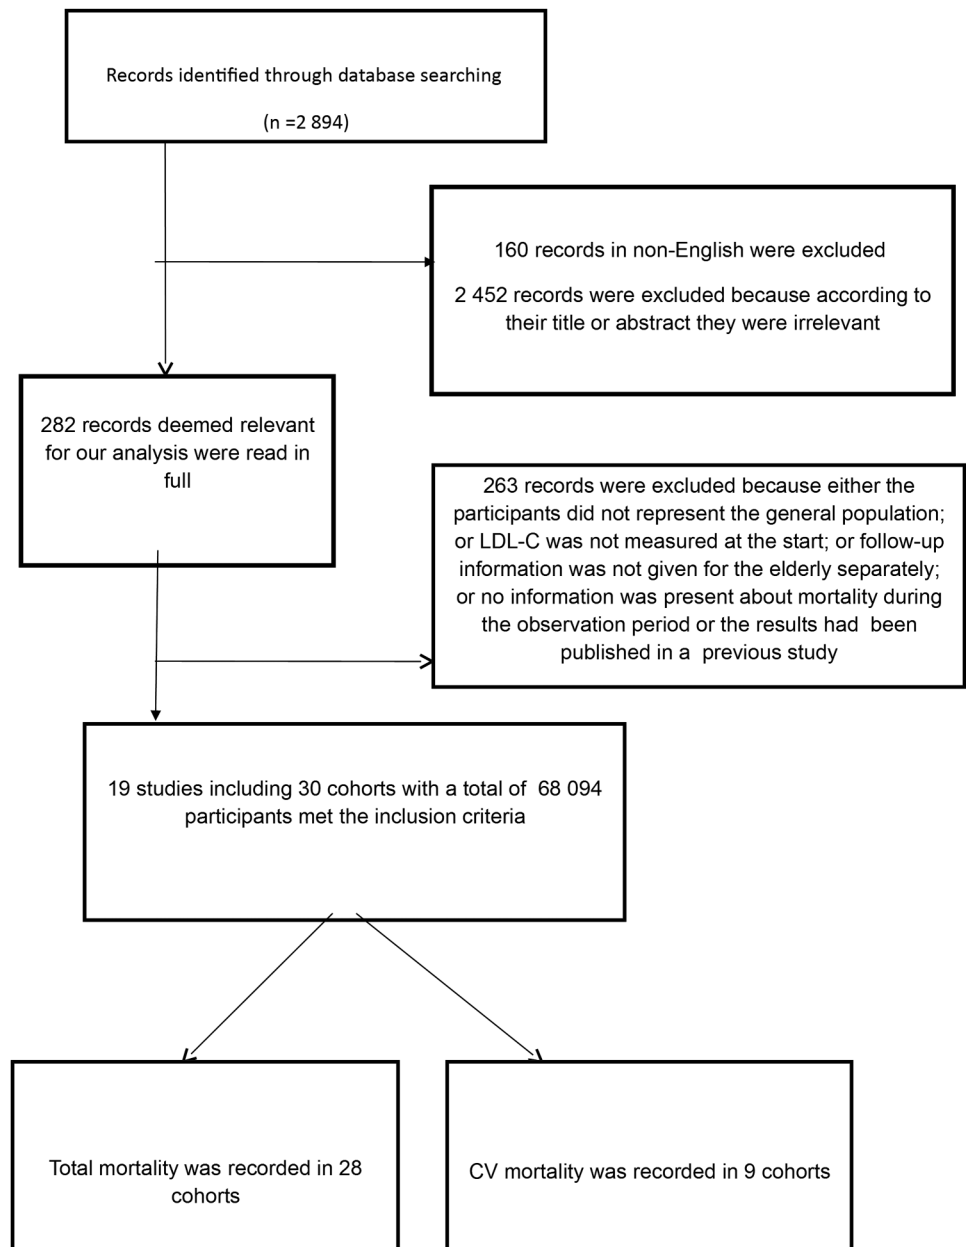 Records identified through database searching
(n =2 894)
160 records in non-English were excluded
2 452 records were excluded because according to
their title or abstract they were irrelevant
282 records deemed relevant
for our analysis were read in
full
263 records were excluded because either the
participants did not represent the general population;
or LDL-C was not measured at the start; or follow-up
information was not given for the elderly separately;
or no information was present about mortality during
the observation period or the results had been
published in a previous study
19 studies including 30 cohorts with a total of 68 094
participants met the inclusion criteria
Total mortality was recorded in 28
cohorts
CV mortality was recorded in 9 cohorts